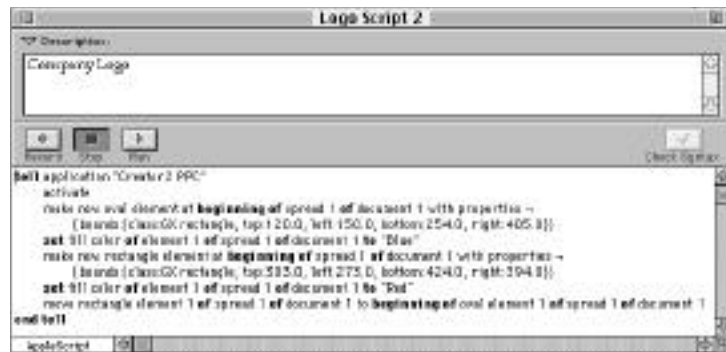 Logo Script 2
Description:
Company Logo
Record Stop Run Check Syntax
tell application "Creator2 PPC"
activate
make new oval element at beginning of spread 1 of document 1 with properties ¬
{bounds:{class:GX rectangle, top:120.0, left:150.0, bottom:254.0, right:405.0}}
set fill color of element 1 of spread 1 of document 1 to "Blue"
make new rectangle element at beginning of spread 1 of document 1 with properties ¬
{bounds:{class:GX rectangle, top:303.0, left:273.0, bottom:424.0, right:394.0}}
set fill color of element 1 of spread 1 of document 1 to "Red"
move rectangle element 1 of spread 1 of document 1 to beginning of oval element 1 of spread 1 of document 1
end tell
AppleScript